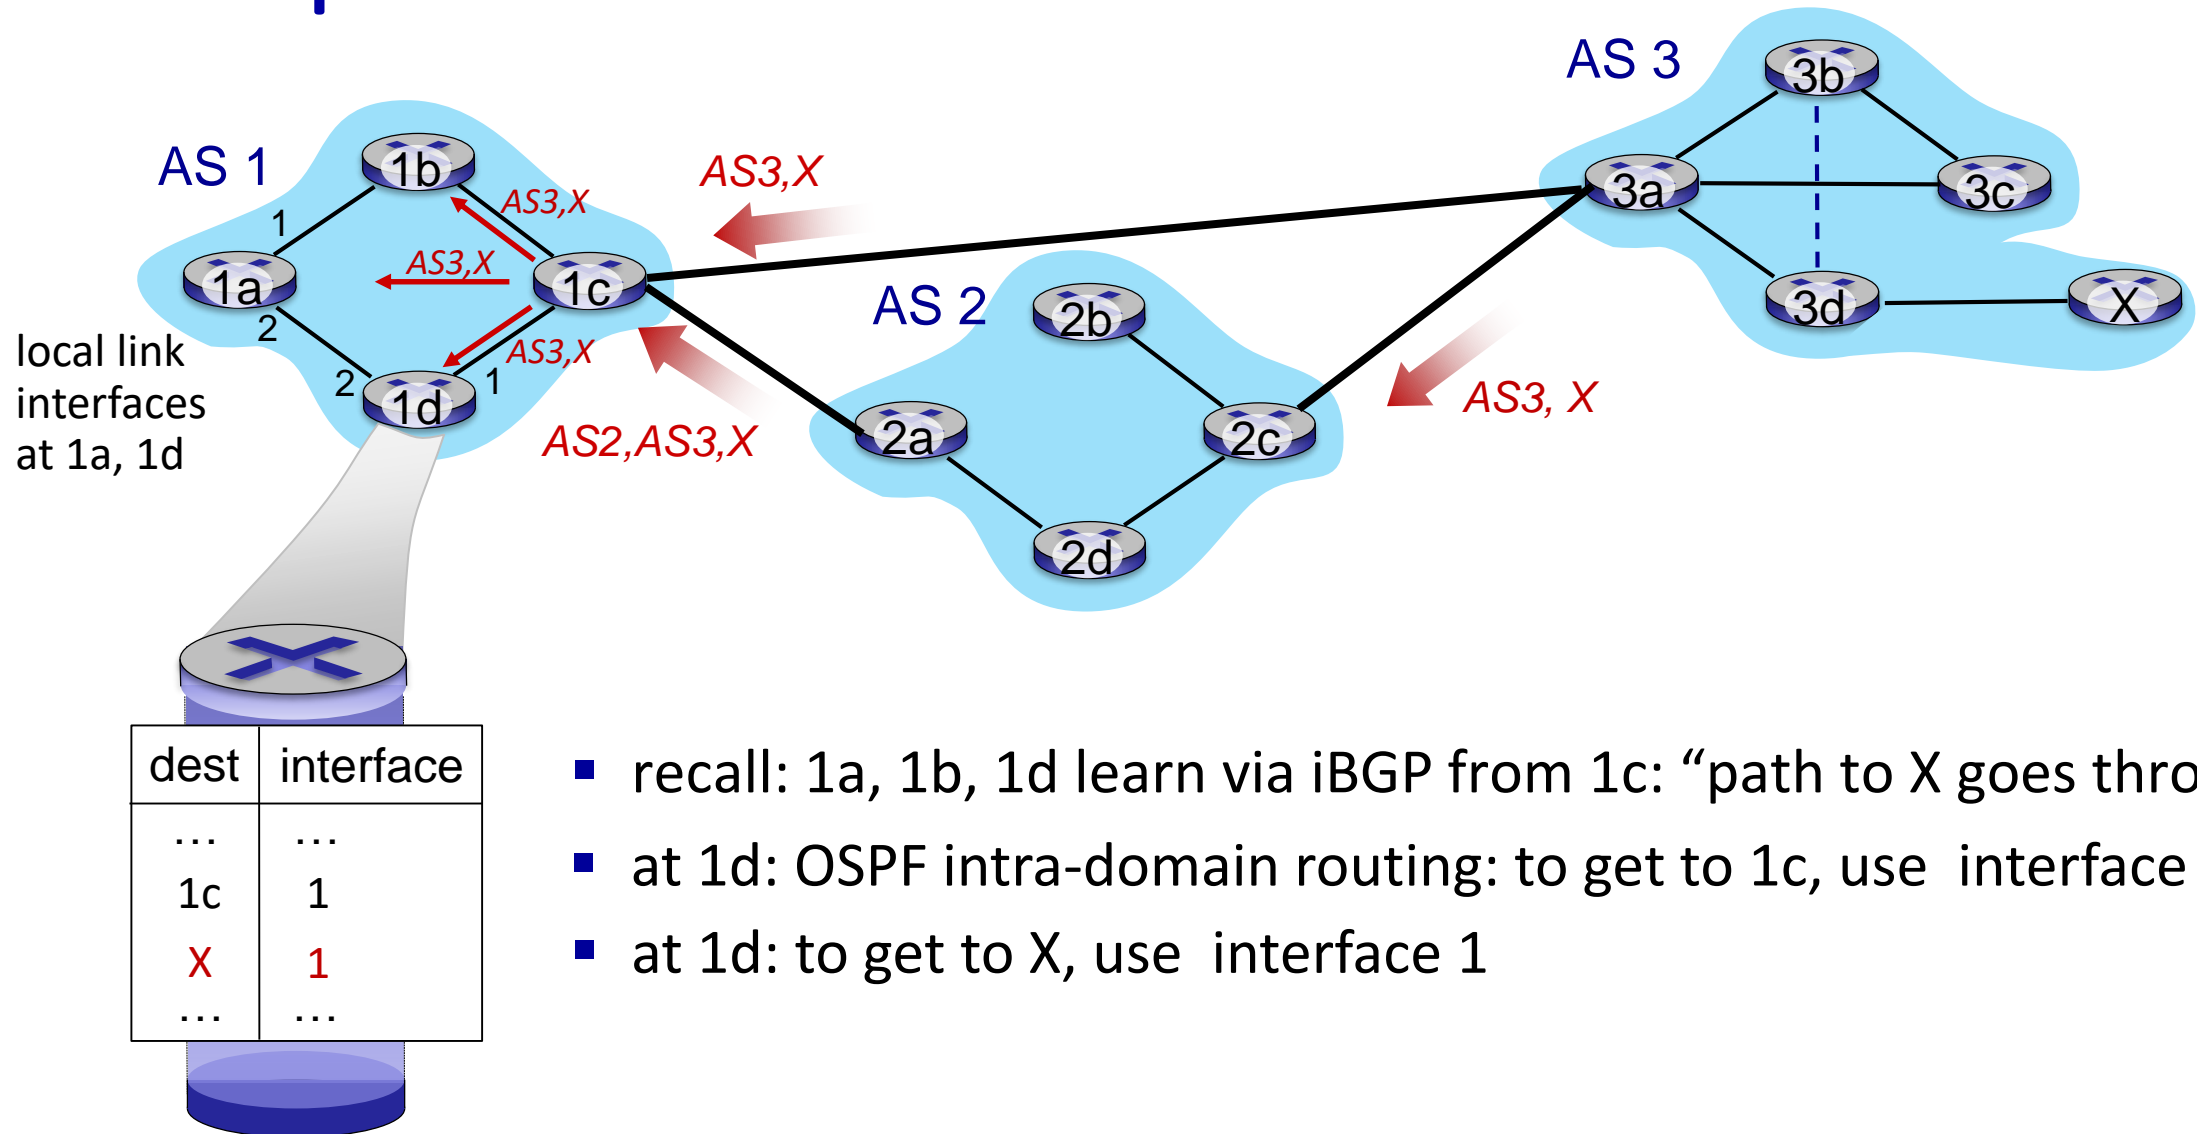 AS 3
3b
AS 1
1b
AS3,X
3a
3c
AS3,X
1
AS3,X
1a
1c
AS 2
2b
3d
X
2
local link
interfaces
at 1a, 1d
AS3,X
2
1
1d
AS3, X
AS2,AS3,X
2a
2c
2d
dest interface
... ...
1c 1
X 1
... ...
▪ recall: 1a, 1b, 1d learn via iBGP from 1c: “path to X goes
▪ at 1d: OSPF intra-domain routing: to get to 1c, use interface
▪ at 1d: to get to X, use interface 1